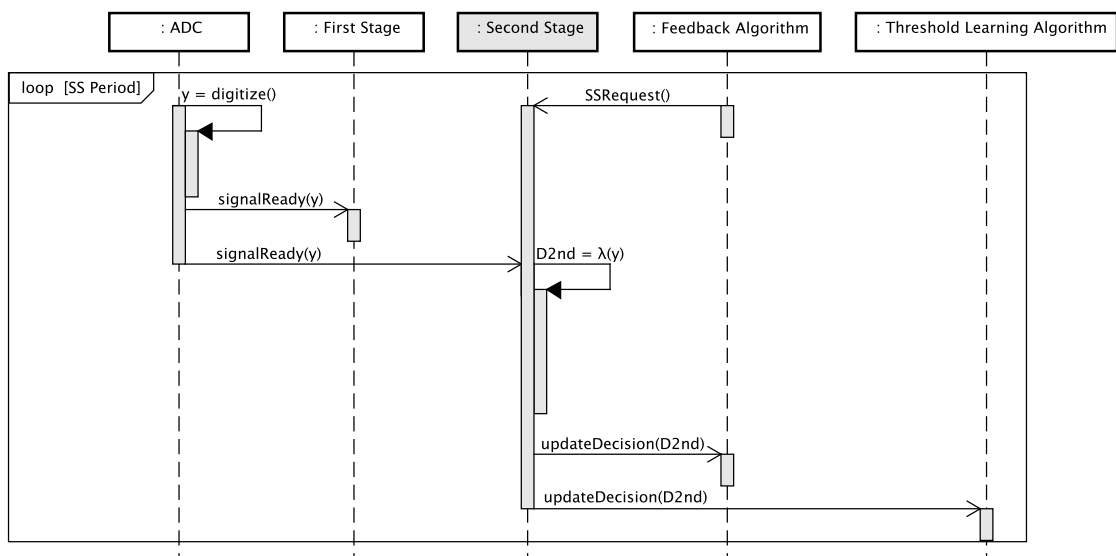 : ADC
: First Stage
: Second Stage
: Feedback Algorithm
: Threshold Learning Algorithm
loop [SS Period]
y = digitize()
SSRequest()
signalReady(y)
signalReady(y)
D2nd = λ(y)
updateDecision(D2nd)
updateDecision(D2nd)